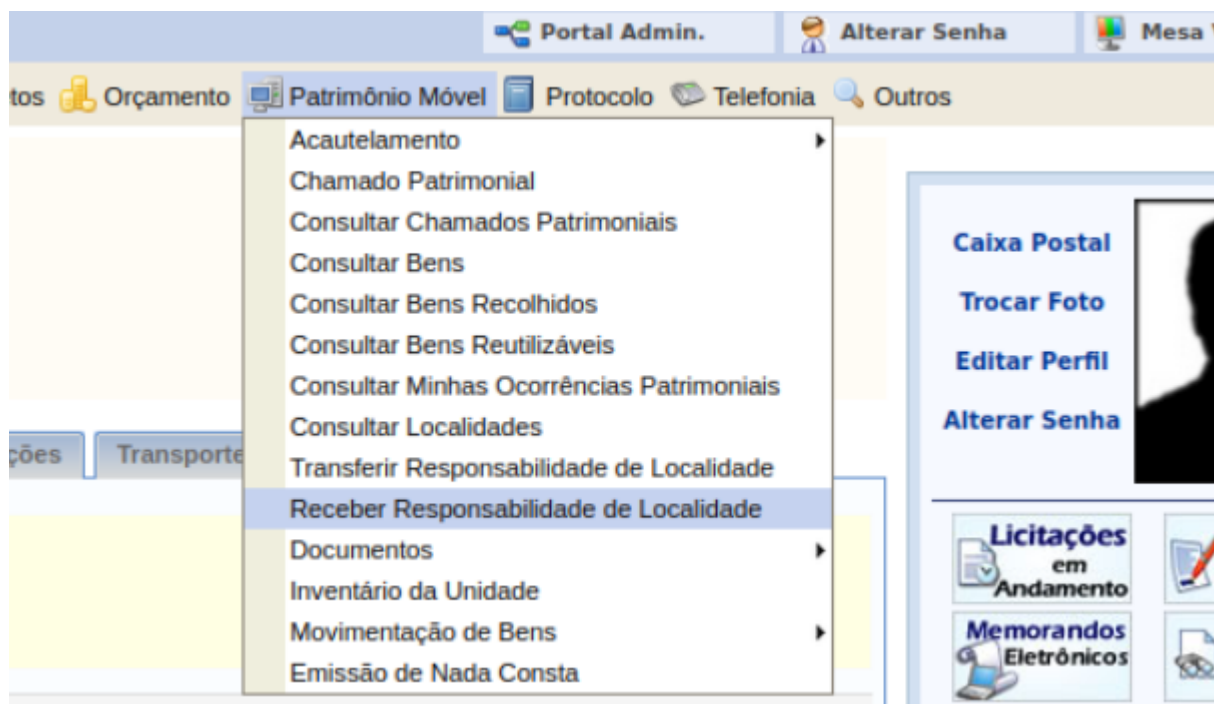 Portal Admin. Alterar Senha Mesa
tos Orçamento Patrimônio Móvel Protocolo Telefonia Outros
Acautelamento
Chamado Patrimonial
Consultar Chamados Patrimoniais
Consultar Bens
Consultar Bens Recolhidos
Consultar Bens Reutilizáveis
Consultar Minhas Ocorrências Patrimoniais
Consultar Localidades
Transferir Responsabilidade de Localidade
Receber Responsabilidade de Localidade
Documentos
Inventário da Unidade
Movimentação de Bens
Emissão de Nada Consta
ções Transporte
Caixa Postal
Trocar Foto
Editar Perfil
Alterar Senha
Licitações
em
Andamento
Memorandos
Eletrônicos